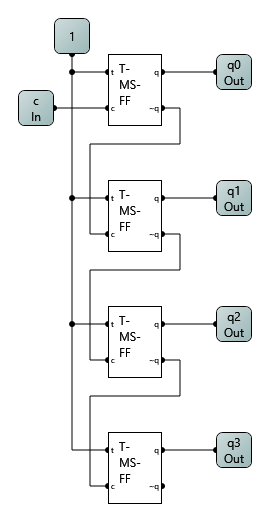 1
T-
MS-
FF
t
c
q
~q
q0
Out
c
In
T-
MS-
FF
t
c
q
~q
q1
Out
T-
MS-
FF
t
c
q
~q
q2
Out
T-
MS-
FF
t
c
q
~q
q3
Out